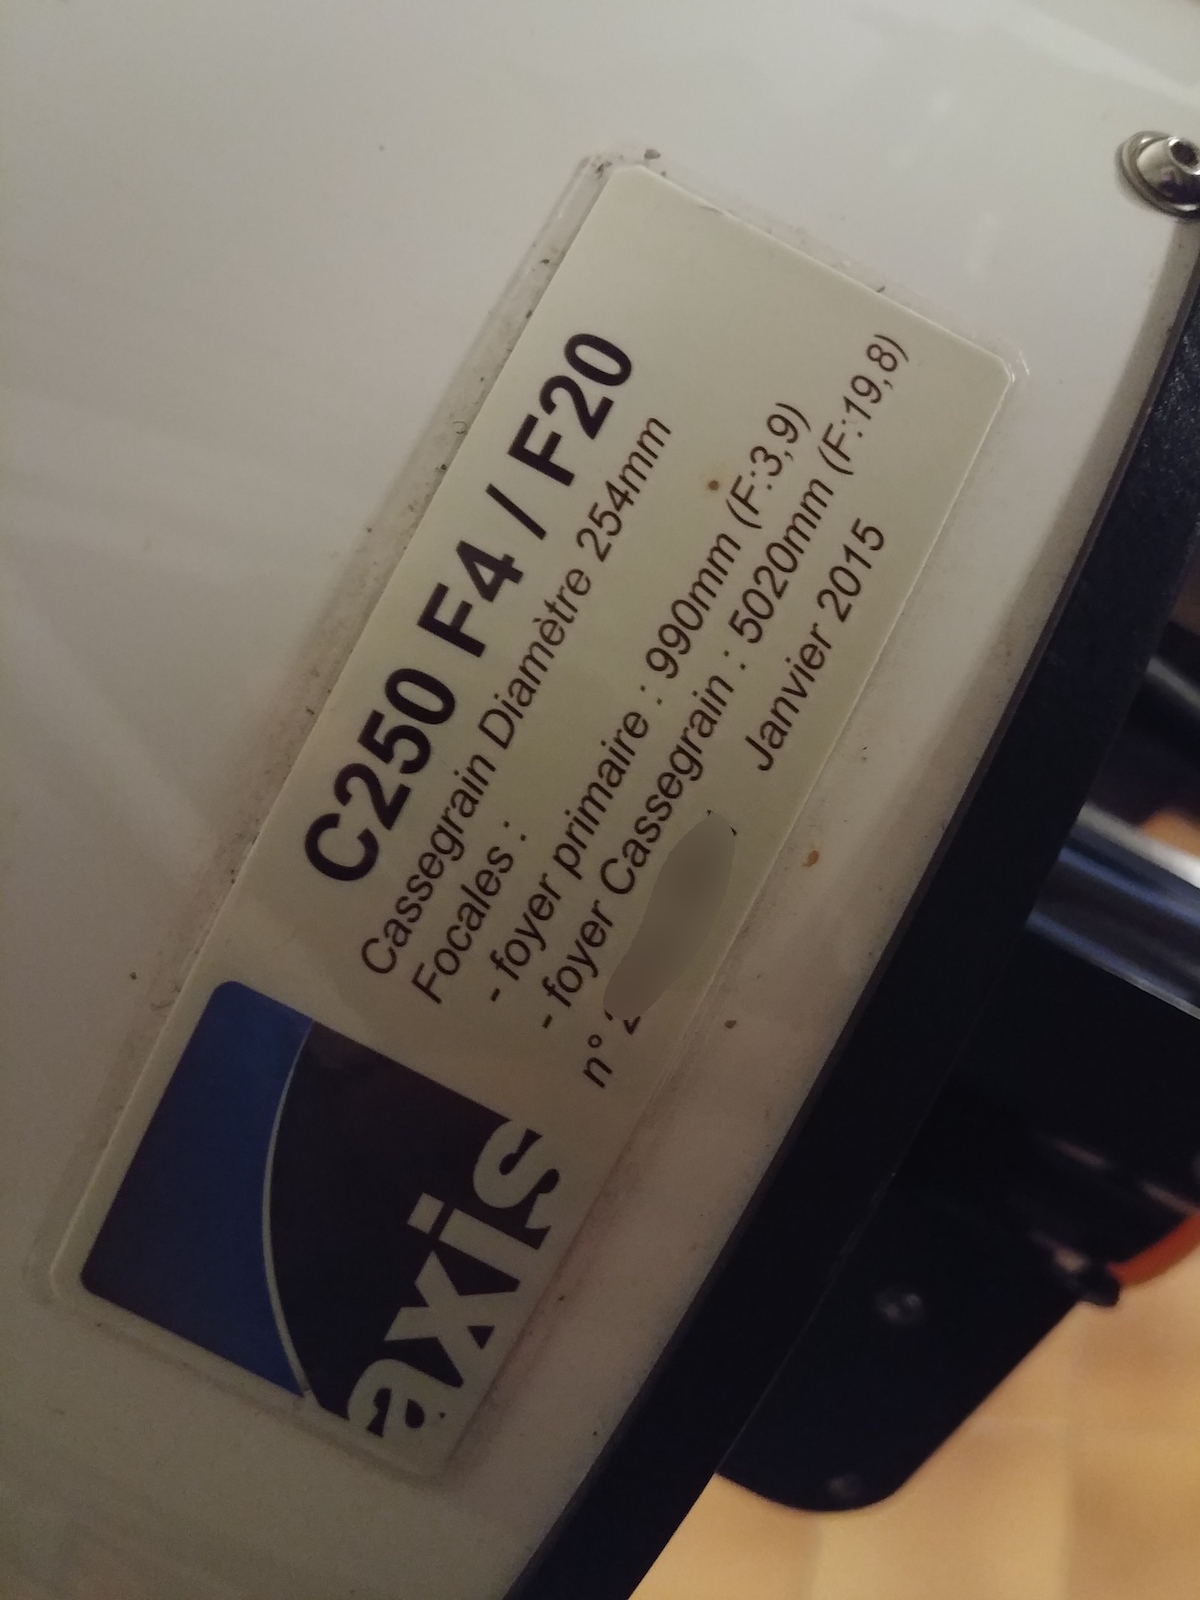 axis
C250 F4 / F20
Cassegrain Diamètre 254mm
Focales :
- foyer primaire : 990mm (F:3,9)
- foyer Cassegrain : 5020mm (F:19,8)
n° Janvier 2015